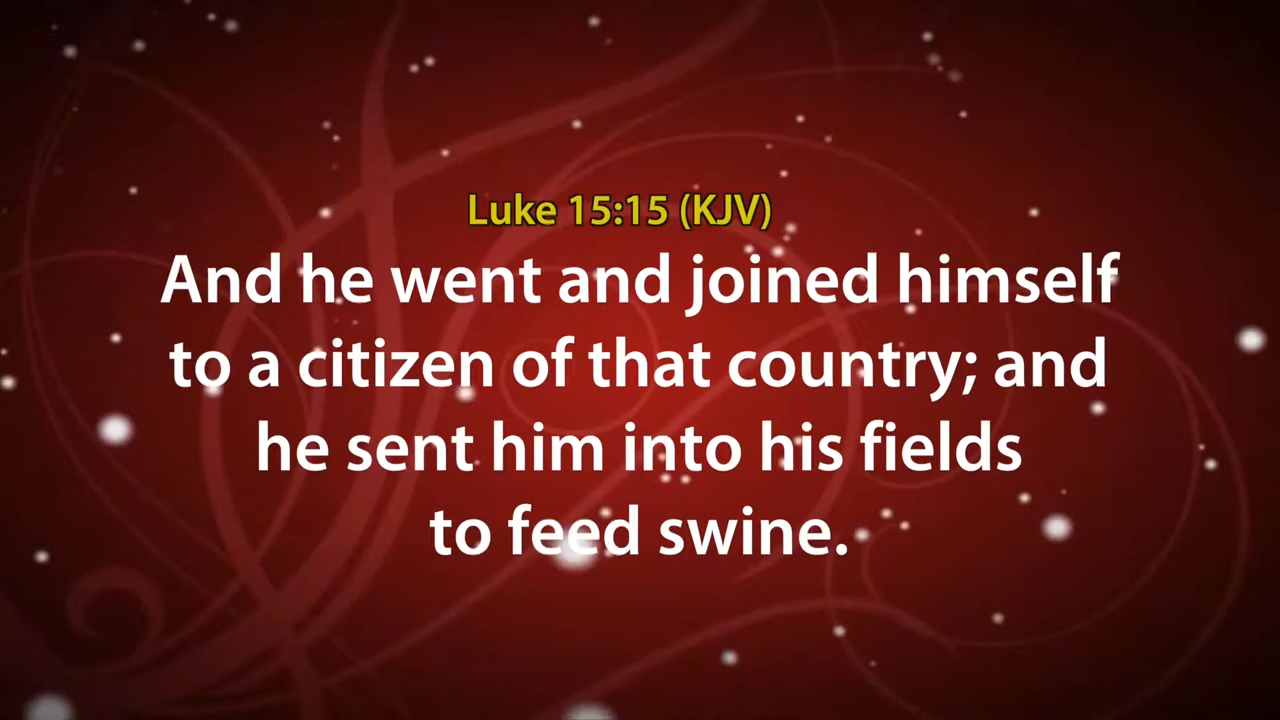 Luke 15:15 (KJV)
And he went and joined himself
to a citizen of that country; and
he sent him into his fields
to feed swine.